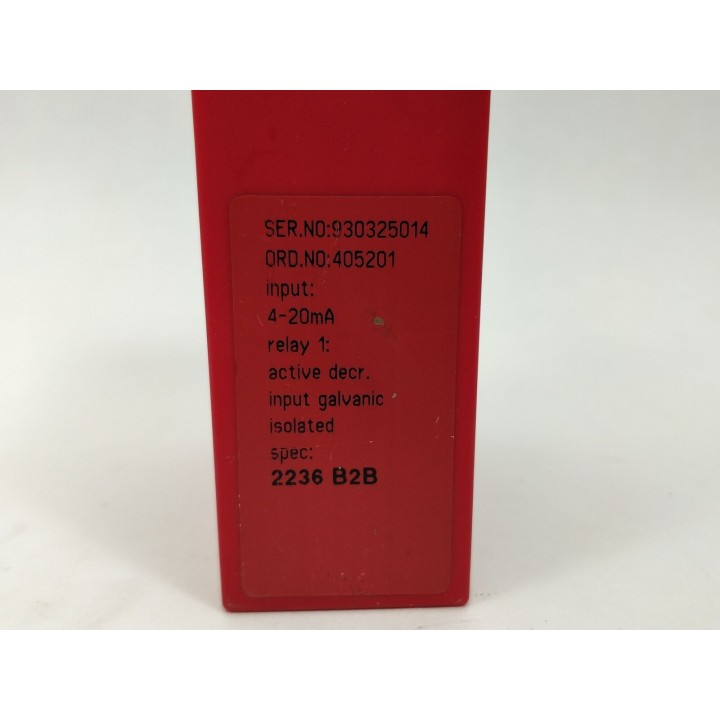 SER.NO:930325014
ORD.NO:405201
input:
4-20mA
relay 1:
active decr.
input galvanic
isolated
spec:
2236 B2B